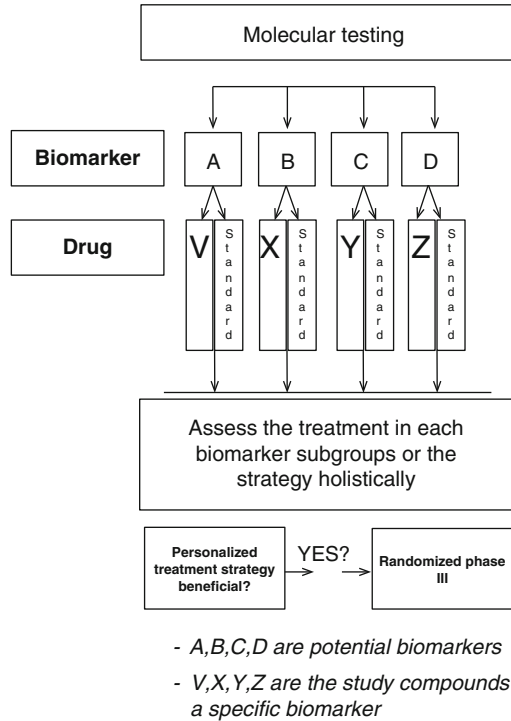 Molecular testing
Biomarker
A
B
C
D
Drug
V
Standard
X
Standard
Y
Standard
Z
Standard
Assess the treatment in each
biomarker subgroups or the
strategy holistically
Personalized
treatment strategy
beneficial?
YES?
Randomized phase
III
- A,B,C,D are potential biomarkers
- V,X,Y,Z are the study compounds
a specific biomarker